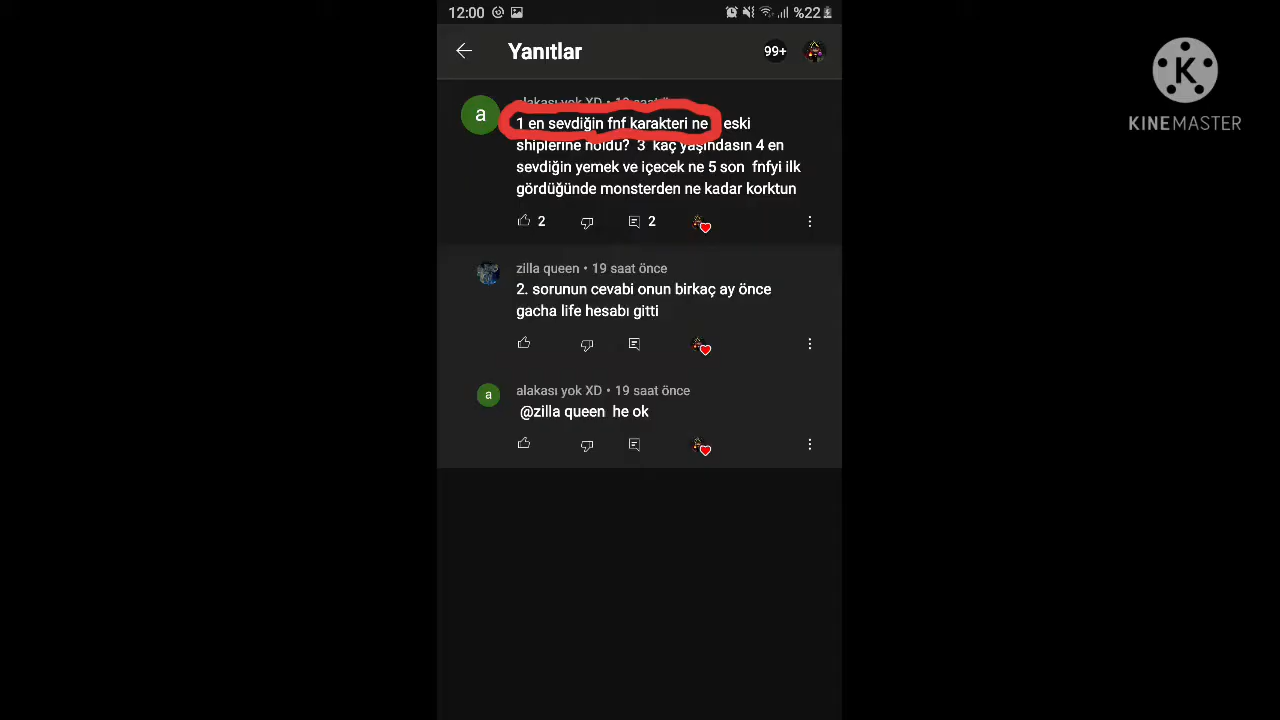 12:00
%22
Yanıtlar
99+
alakası yok XD • 19 saat önce
a
1 en sevdiğin fnf karakteri ne eski
shiplerine noldu? 3 kaç yaşındasın 4 en
sevdiğin yemek ve içecek ne 5 son fnfyi ilk
gördüğünde monsterden ne kadar korktun
2
2
zilla queen • 19 saat önce
2. sorunun cevabi onun birkaç ay önce
gacha life hesabı gitti
a
alakası yok XD • 19 saat önce
@zilla queen he ok
K
KINEMASTER